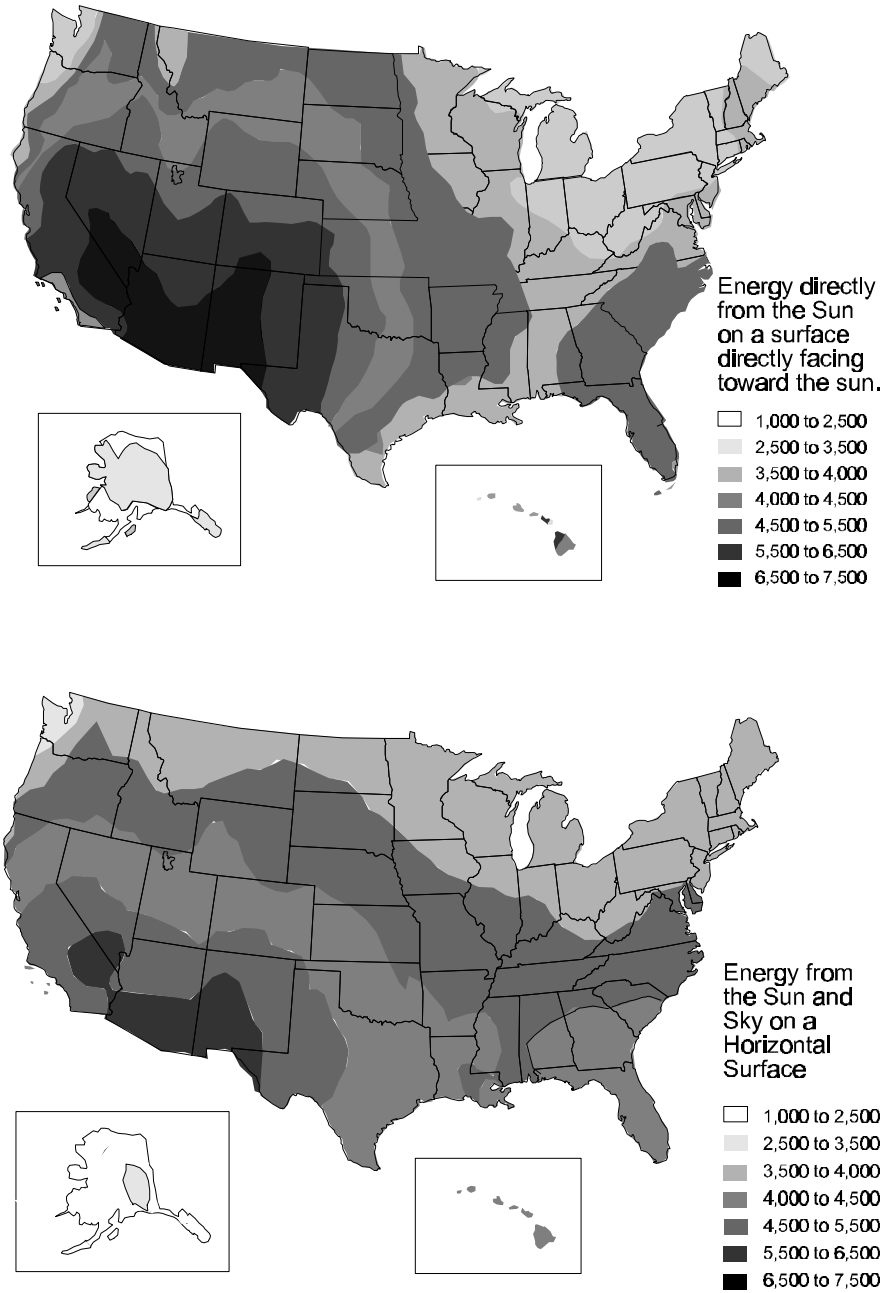 Energy directly
from the Sun
on a surface
directly facing
toward the sun.
1,000 to 2,500
2,500 to 3,500
3,500 to 4,000
4,000 to 4,500
4,500 to 5,500
5,500 to 6,500
6,500 to 7,500
Energy from
the Sun and
Sky on a
Horizontal
Surface
1,000 to 2,500
2,500 to 3,500
3,500 to 4,000
4,000 to 4,500
4,500 to 5,500
5,500 to 6,500
6,500 to 7,500